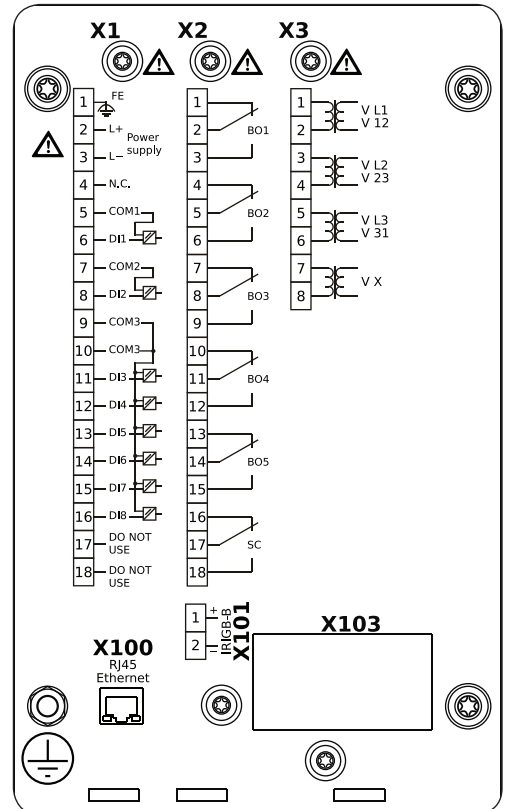 X1 X2 X3
1 FE
2 L+ Power
3 L− supply
4 N.C.
5 COM1
6 DI1
7 COM2
8 DI2
9 COM3
10 COM3
11 DI3
12 DI4
13 DI5
14 DI6
15 DI7
16 DI8
17 DO NOT
USE
18 DO NOT
USE
1
2 BO1
3
4
5 BO2
6
7
8 BO3
9
10
11 BO4
12
13
14 BO5
15
16
17 SC
18
1 V L1
2 V 12
3 V L2
4 V 23
5 V L3
6 V 31
7 V X
8
1 +
2 −
IRIGB-B
X101
X103
X100
RJ45
Ethernet